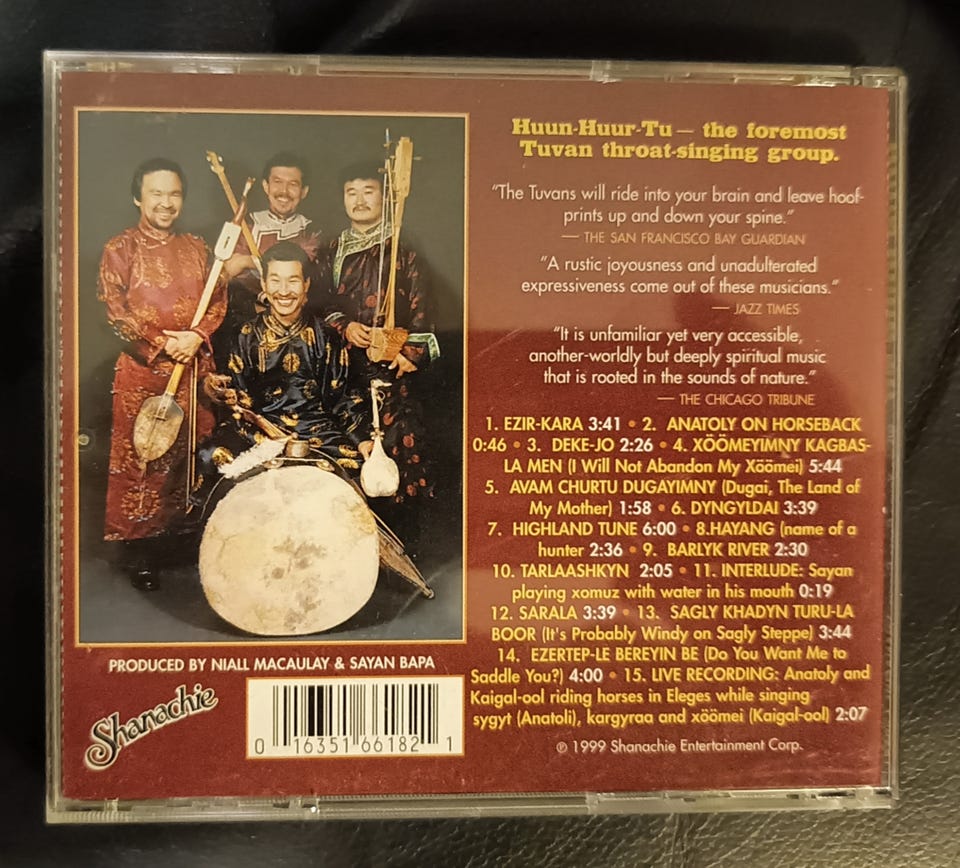 Huun-Huur-Tu — the foremost
Tuvan throat-singing group.
"The Tuvans will ride into your brain and leave hoof-
prints up and down your spine."
— THE SAN FRANCISCO BAY GUARDIAN
"A rustic joyousness and unadulterated
expressiveness come out of these musicians."
— JAZZ TIMES
"It is unfamiliar yet very accessible,
another-worldly but deeply spiritual music
that is rooted in the sounds of nature."
— THE CHICAGO TRIBUNE
1. EZIR-KARA 3:41 • 2. ANATOLY ON HORSEBACK
0:46 • 3. DEKE-JO 2:26 • 4. XÖÖMEYIMNY KAGBAS-
LA MEN (I Will Not Abandon My Xöömei) 5:44
5. AVAM CHURTU DUGAYIMNY (Dugai, The Land of
My Mother) 1:58 • 6. DYNGYLDAI 3:39
7. HIGHLAND TUNE 6:00 • 8.HAYANG (name of a
hunter 2:36 • 9. BARLYK RIVER 2:30
10. TARLAASHKYN 2:05 • 11. INTERLUDE: Sayan
playing xomuz with water in his mouth 0:19
12. SARALA 3:39 • 13. SAGLY KHADYN TURU-LA
BOOR (It's Probably Windy on Sagly Steppe) 3:44
14. EZERTEP-LE BEREYIN BE (Do You Want Me to
Saddle You?) 4:00 • 15. LIVE RECORDING: Anatoly and
Kaigal-ool riding horses in Eleges while singing
sygyt (Anatoli), kargyraa and xöömei (Kaigal-ool) 2:07
℗ 1999 Shanachie Entertainment Corp.
PRODUCED BY NIALL MACAULAY & SAYAN BAPA
Shanachie
0 16351 66182 1